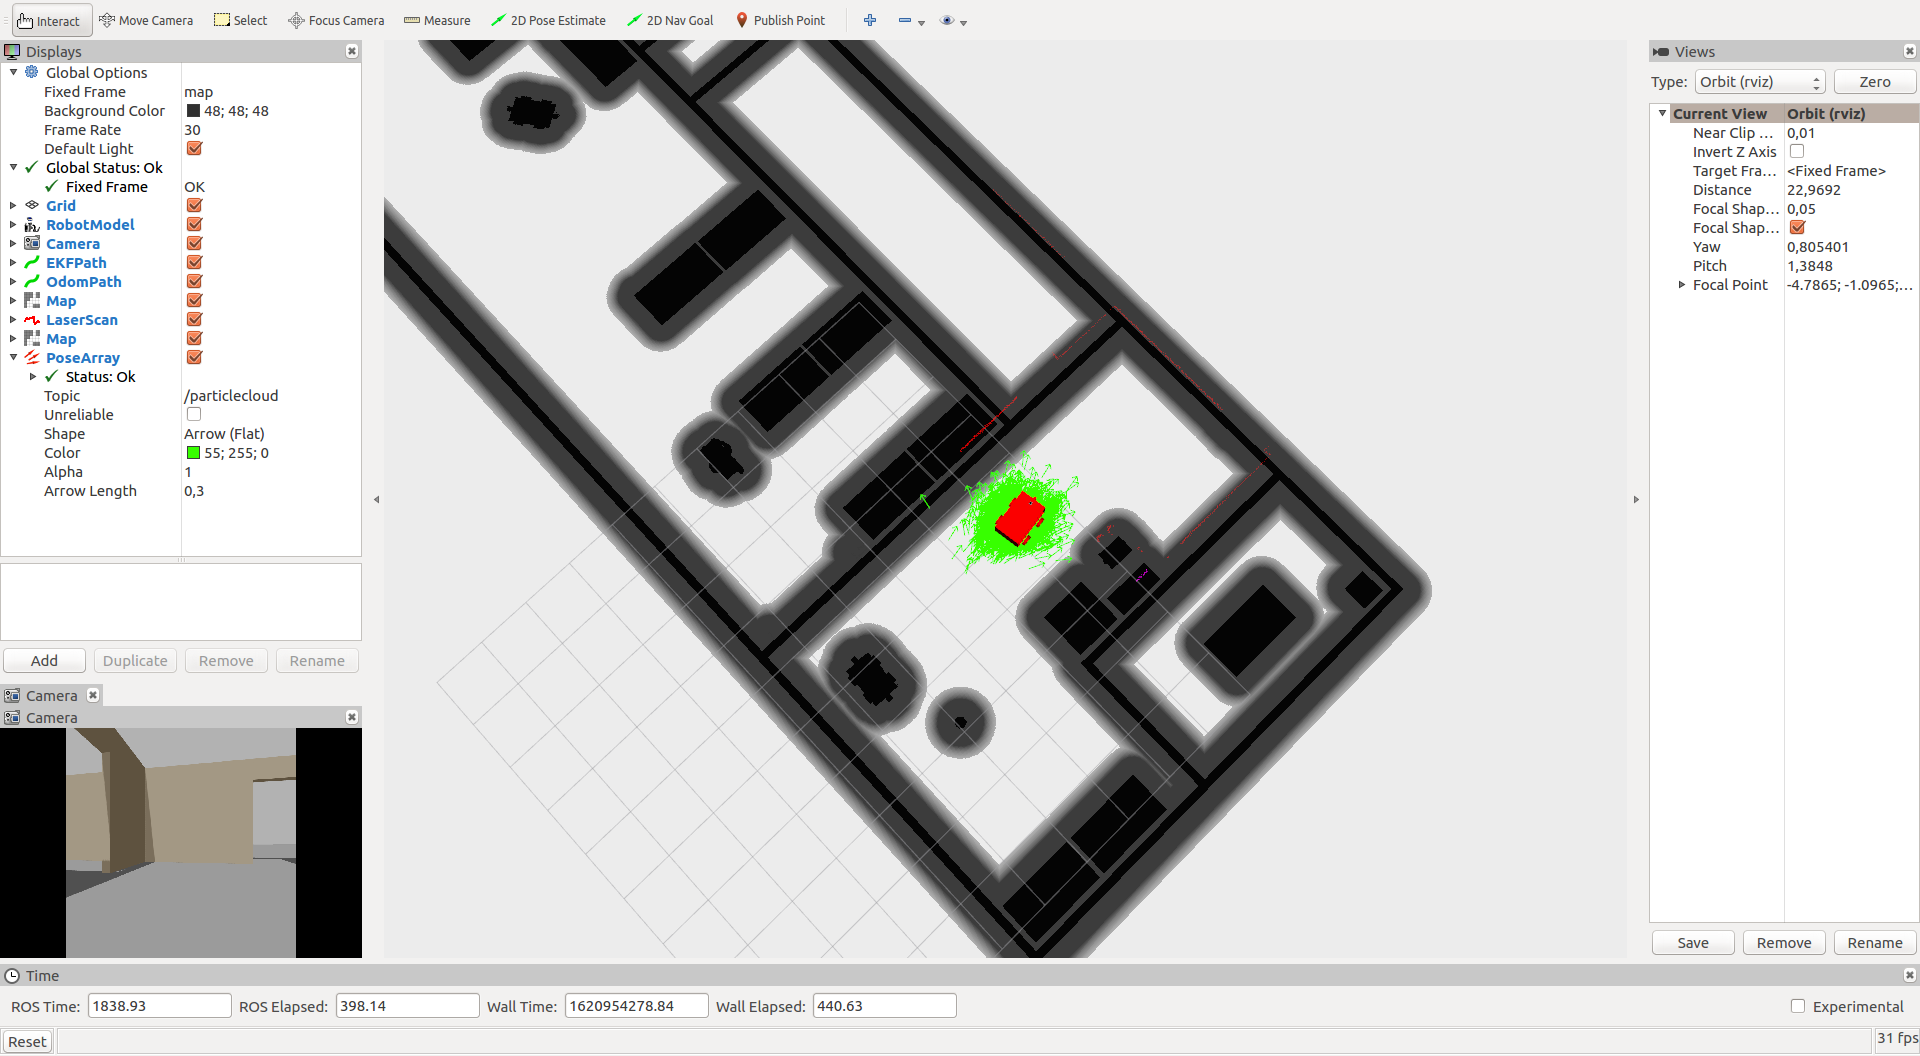 Interact Move Camera Select Focus Camera Measure 2D Pose Estimate 2D Nav Goal Publish Point
Displays
Global Options
Fixed Frame map
Background Color 48; 48; 48
Frame Rate 30
Default Light
Global Status: Ok
Fixed Frame OK
Grid
RobotModel
Camera
EKFPath
OdomPath
Map
LaserScan
Map
PoseArray
Status: Ok
Topic /particlecloud
Unreliable
Shape Arrow (Flat)
Color 55; 255; 0
Alpha 1
Arrow Length 0,3
Add Duplicate Remove Rename
Camera
Camera
Views
Type: Orbit (rviz) Zero
Current View Orbit (rviz)
Near Clip ... 0,01
Invert Z Axis
Target Fra... <Fixed Frame>
Distance 22,9692
Focal Shap... 0,05
Focal Shap...
Yaw 0,805401
Pitch 1,3848
Focal Point -4.7865; -1.0965;...
Save Remove Rename
Time
ROS Time: 1838.93 ROS Elapsed: 398.14 Wall Time: 1620954278.84 Wall Elapsed: 440.63 Experimental
Reset 31 fps